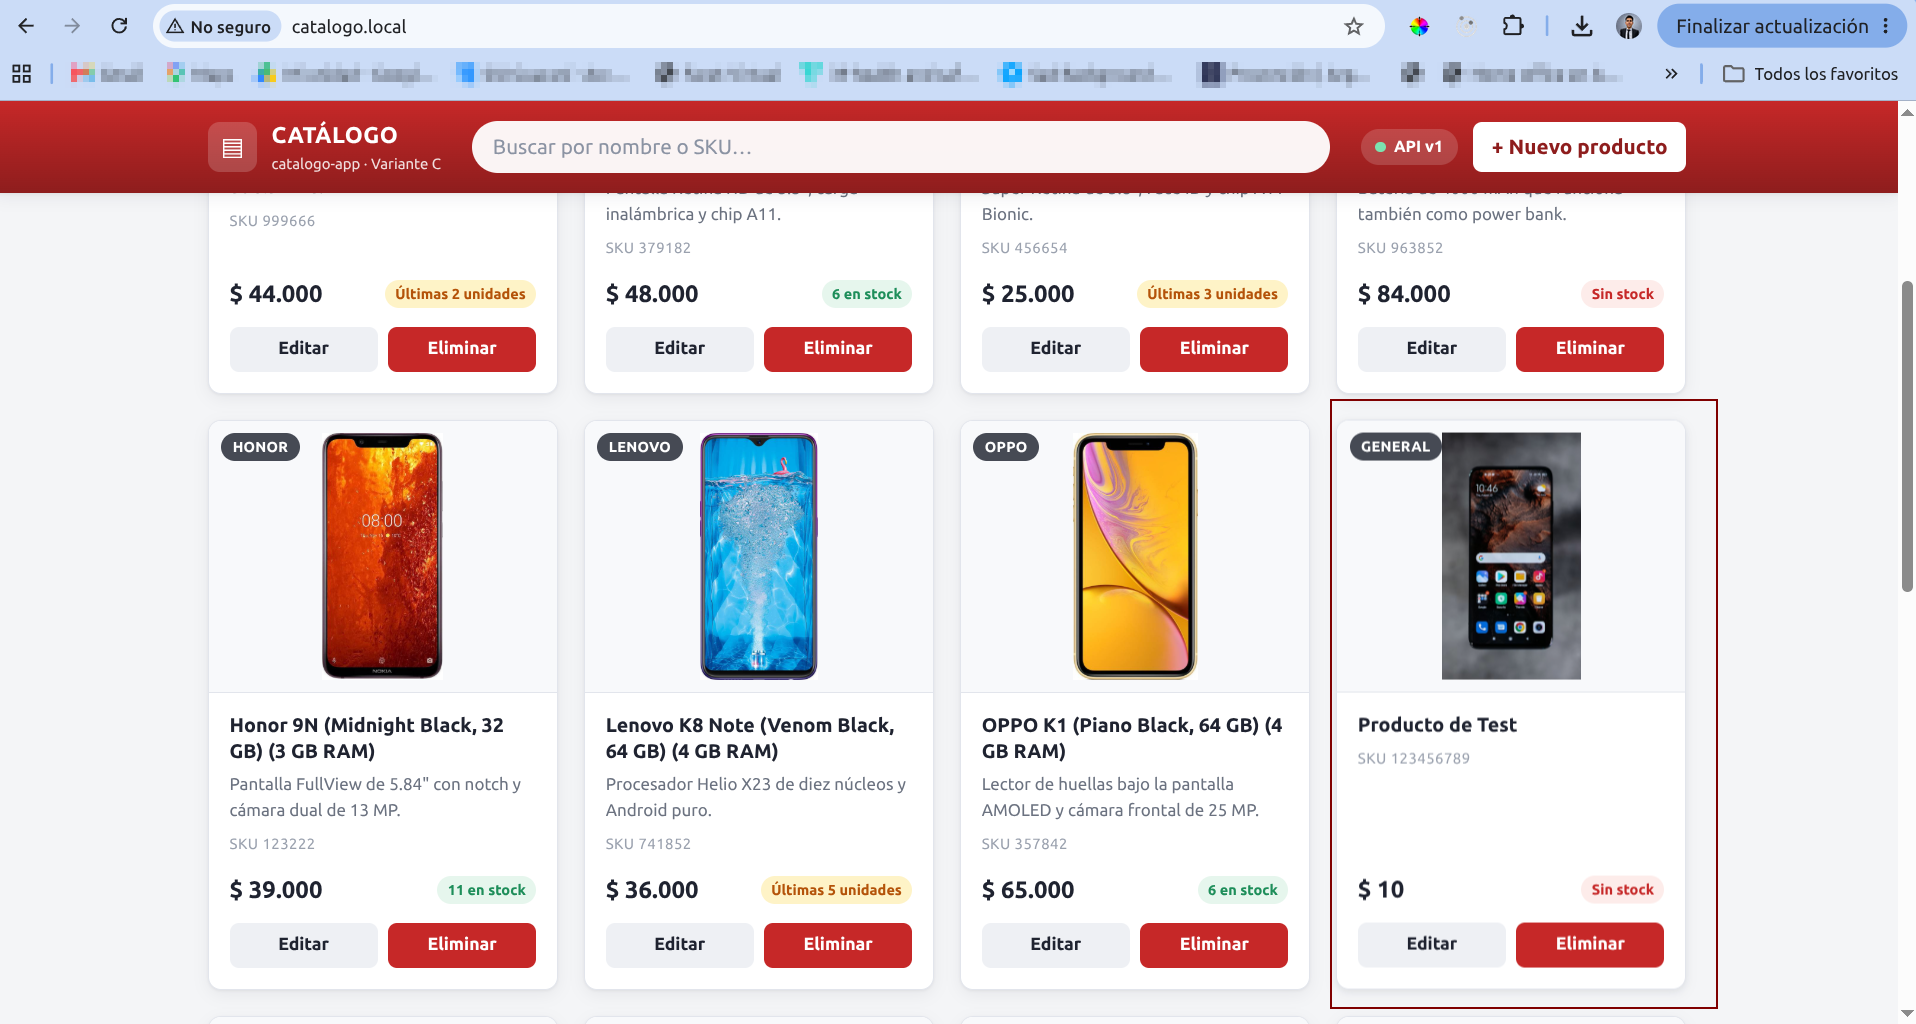 No seguro
catalogo.local
Finalizar actualización
Todos los favoritos
CATÁLOGO
catalogo-app · Variante C
Buscar por nombre o SKU...
API v1
+ Nuevo producto
SKU 999666
$ 44.000
Últimas 2 unidades
Editar
Eliminar
inalámbrica y chip A11.
SKU 379182
$ 48.000
6 en stock
Editar
Eliminar
Bionic.
SKU 456654
$ 25.000
Últimas 3 unidades
Editar
Eliminar
también como power bank.
SKU 963852
$ 84.000
Sin stock
Editar
Eliminar
HONOR
08:00
NOKIA
Honor 9N (Midnight Black, 32
GB) (3 GB RAM)
Pantalla FullView de 5.84" con notch y
cámara dual de 13 MP.
SKU 123222
$ 39.000
11 en stock
Editar
Eliminar
LENOVO
Lenovo K8 Note (Venom Black,
64 GB) (4 GB RAM)
Procesador Helio X23 de diez núcleos y
Android puro.
SKU 741852
$ 36.000
Últimas 5 unidades
Editar
Eliminar
OPPO
OPPO K1 (Piano Black, 64 GB) (4
GB RAM)
Lector de huellas bajo la pantalla
AMOLED y cámara frontal de 25 MP.
SKU 357842
$ 65.000
6 en stock
Editar
Eliminar
GENERAL
10:46
Producto de Test
SKU 123456789
$ 10
Sin stock
Editar
Eliminar